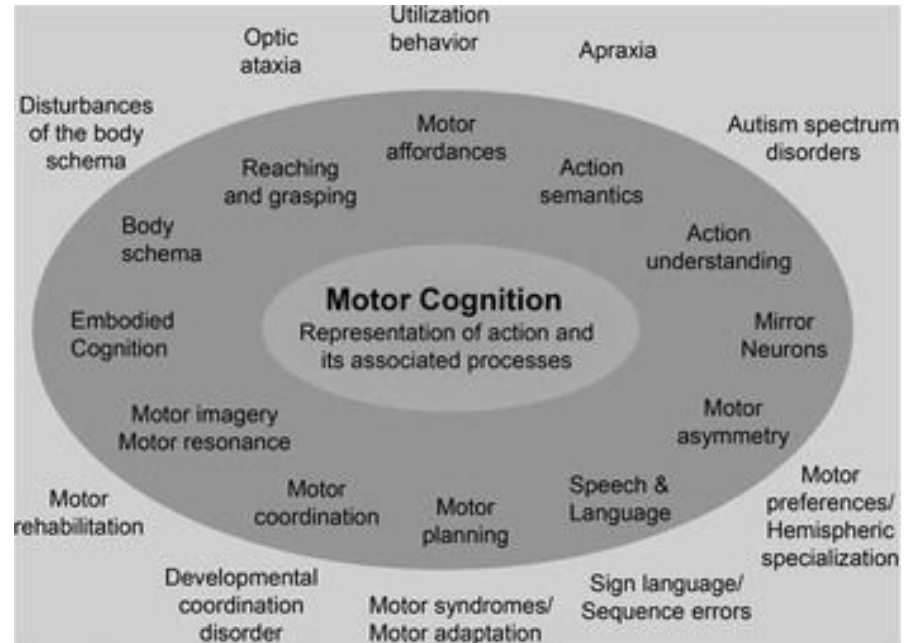 Utilization
behavior
Optic
ataxia
Apraxia
Disturbances
of the body
schema
Autism spectrum
disorders
Motor
affordances
Reaching
and grasping
Action
semantics
Body
schema
Action
understanding
Motor Cognition
Representation of action and
its associated processes
Embodied
Cognition
Mirror
Neurons
Motor imagery
Motor resonance
Motor
asymmetry
Motor
coordination
Motor
planning
Speech &
Language
Motor
rehabilitation
Motor
preferences/
Hemispheric
specialization
Developmental
coordination
disorder
Motor syndromes/
Motor adaptation
Sign language/
Sequence errors